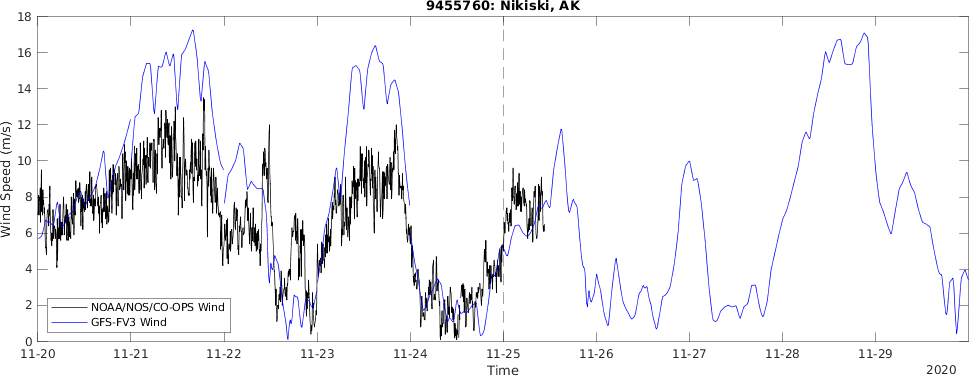 9455760: Nikiski, AK
Wind Speed (m/s)
18
16
14
12
10
8
6
4
2
0
NOAA/NOS/CO-OPS Wind
GFS-FV3 Wind
11-20 11-21 11-22 11-23 11-24 11-25 11-26 11-27 11-28 11-29
Time
2020